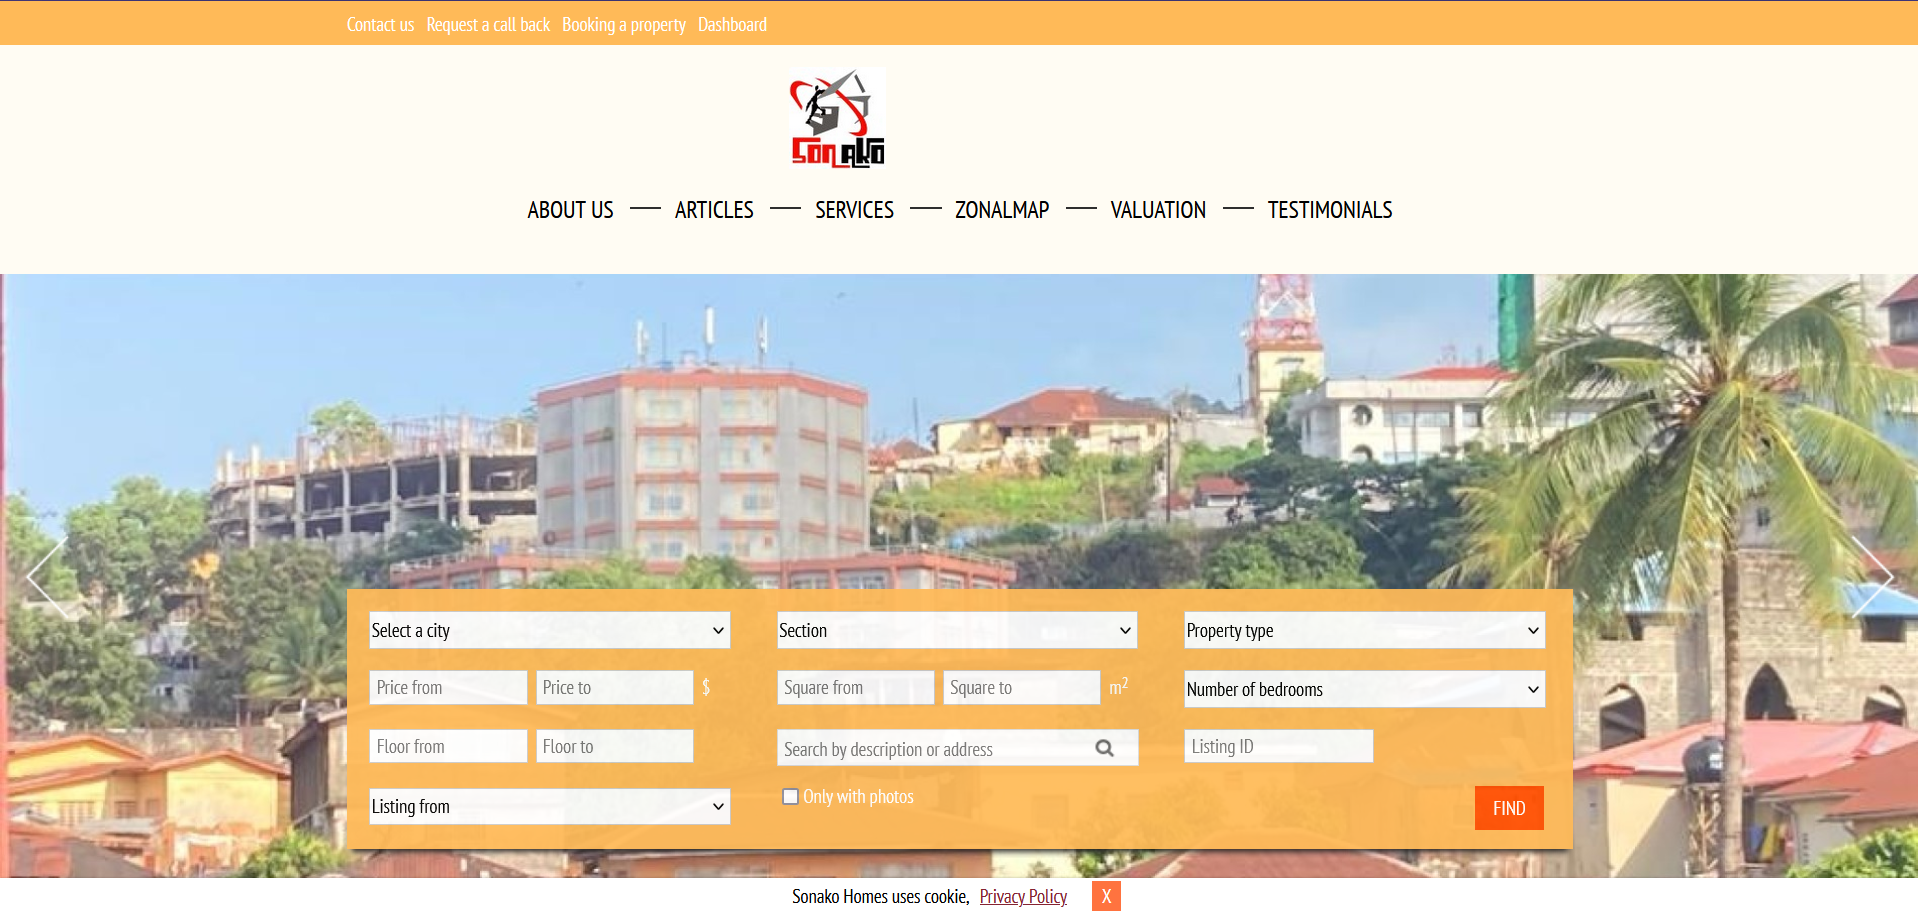 Contact us Request a call back Booking a property Dashboard
SONAKO
ABOUT US ARTICLES SERVICES ZONALMAP VALUATION TESTIMONIALS
Select a city Section Property type
Price from Price to $ Square from Square to m² Number of bedrooms
Floor from Floor to Search by description or address Listing ID
Listing from Only with photos FIND
Sonako Homes uses cookie, Privacy Policy X